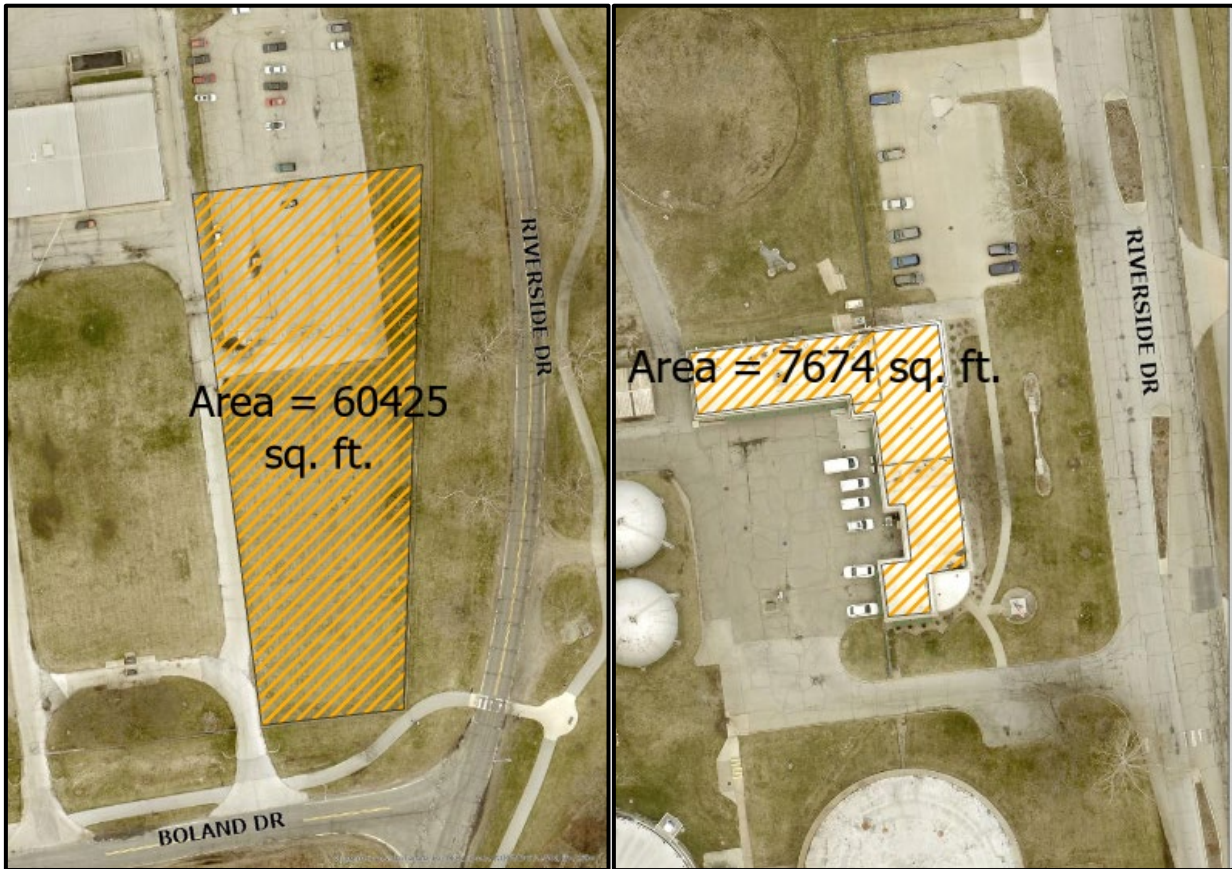 RIVERSIDE DR
Area = 60425
sq. ft.
BOLAND DR
RIVERSIDE DR
Area = 7674 sq. ft.